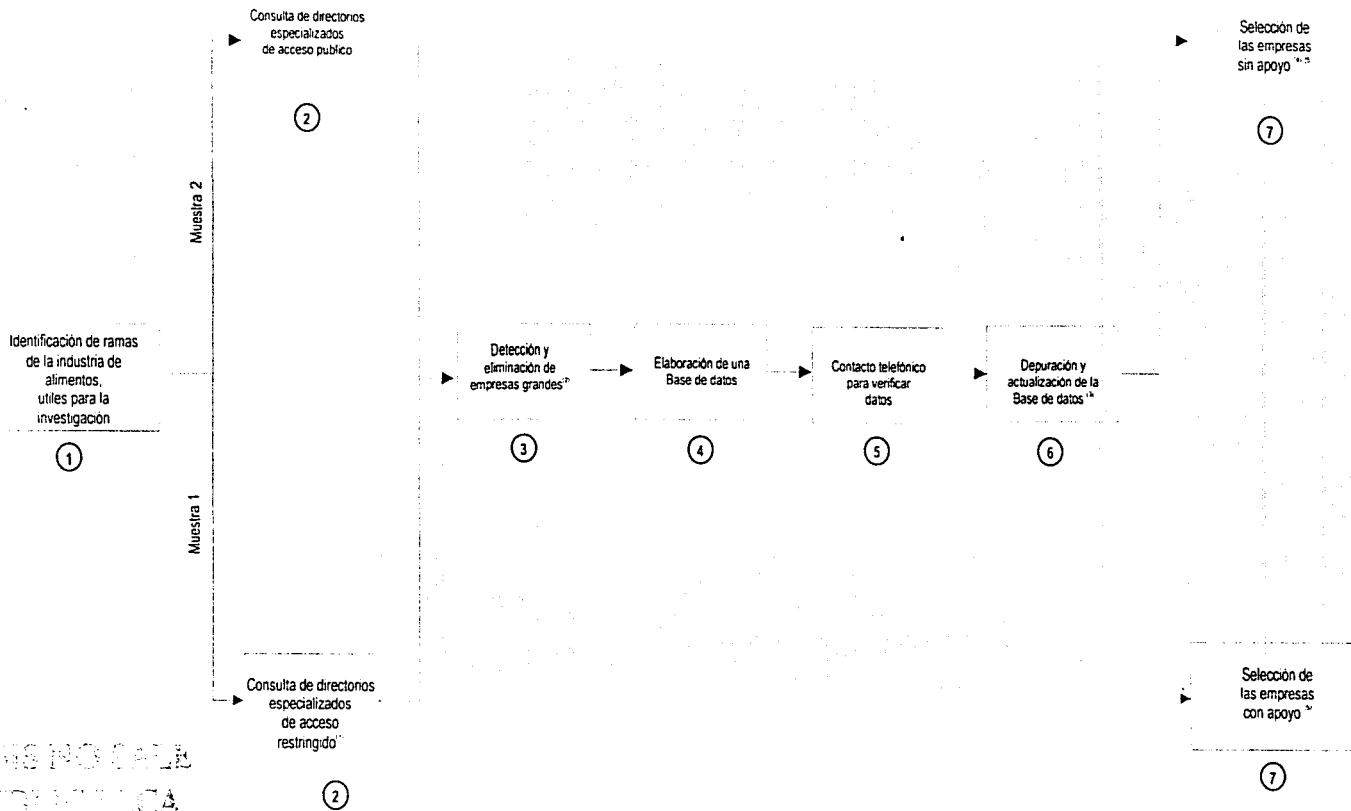 Consulta de directorios
especializados
de acceso publico
2
Selección de
las empresas
sin apoyo
7
Muestra 2
Identificación de ramas
de la industria de
alimentos,
utiles para la
investigación
1
Detección y
eliminación de
empresas grandes
3
Elaboración de una
Base de datos
4
Contacto telefónico
para verificar
datos
5
Depuración y
actualización de la
Base de datos
6
Muestra 1
Consulta de directorios
especializados
de acceso
restringido
2
Selección de
las empresas
con apoyo
7